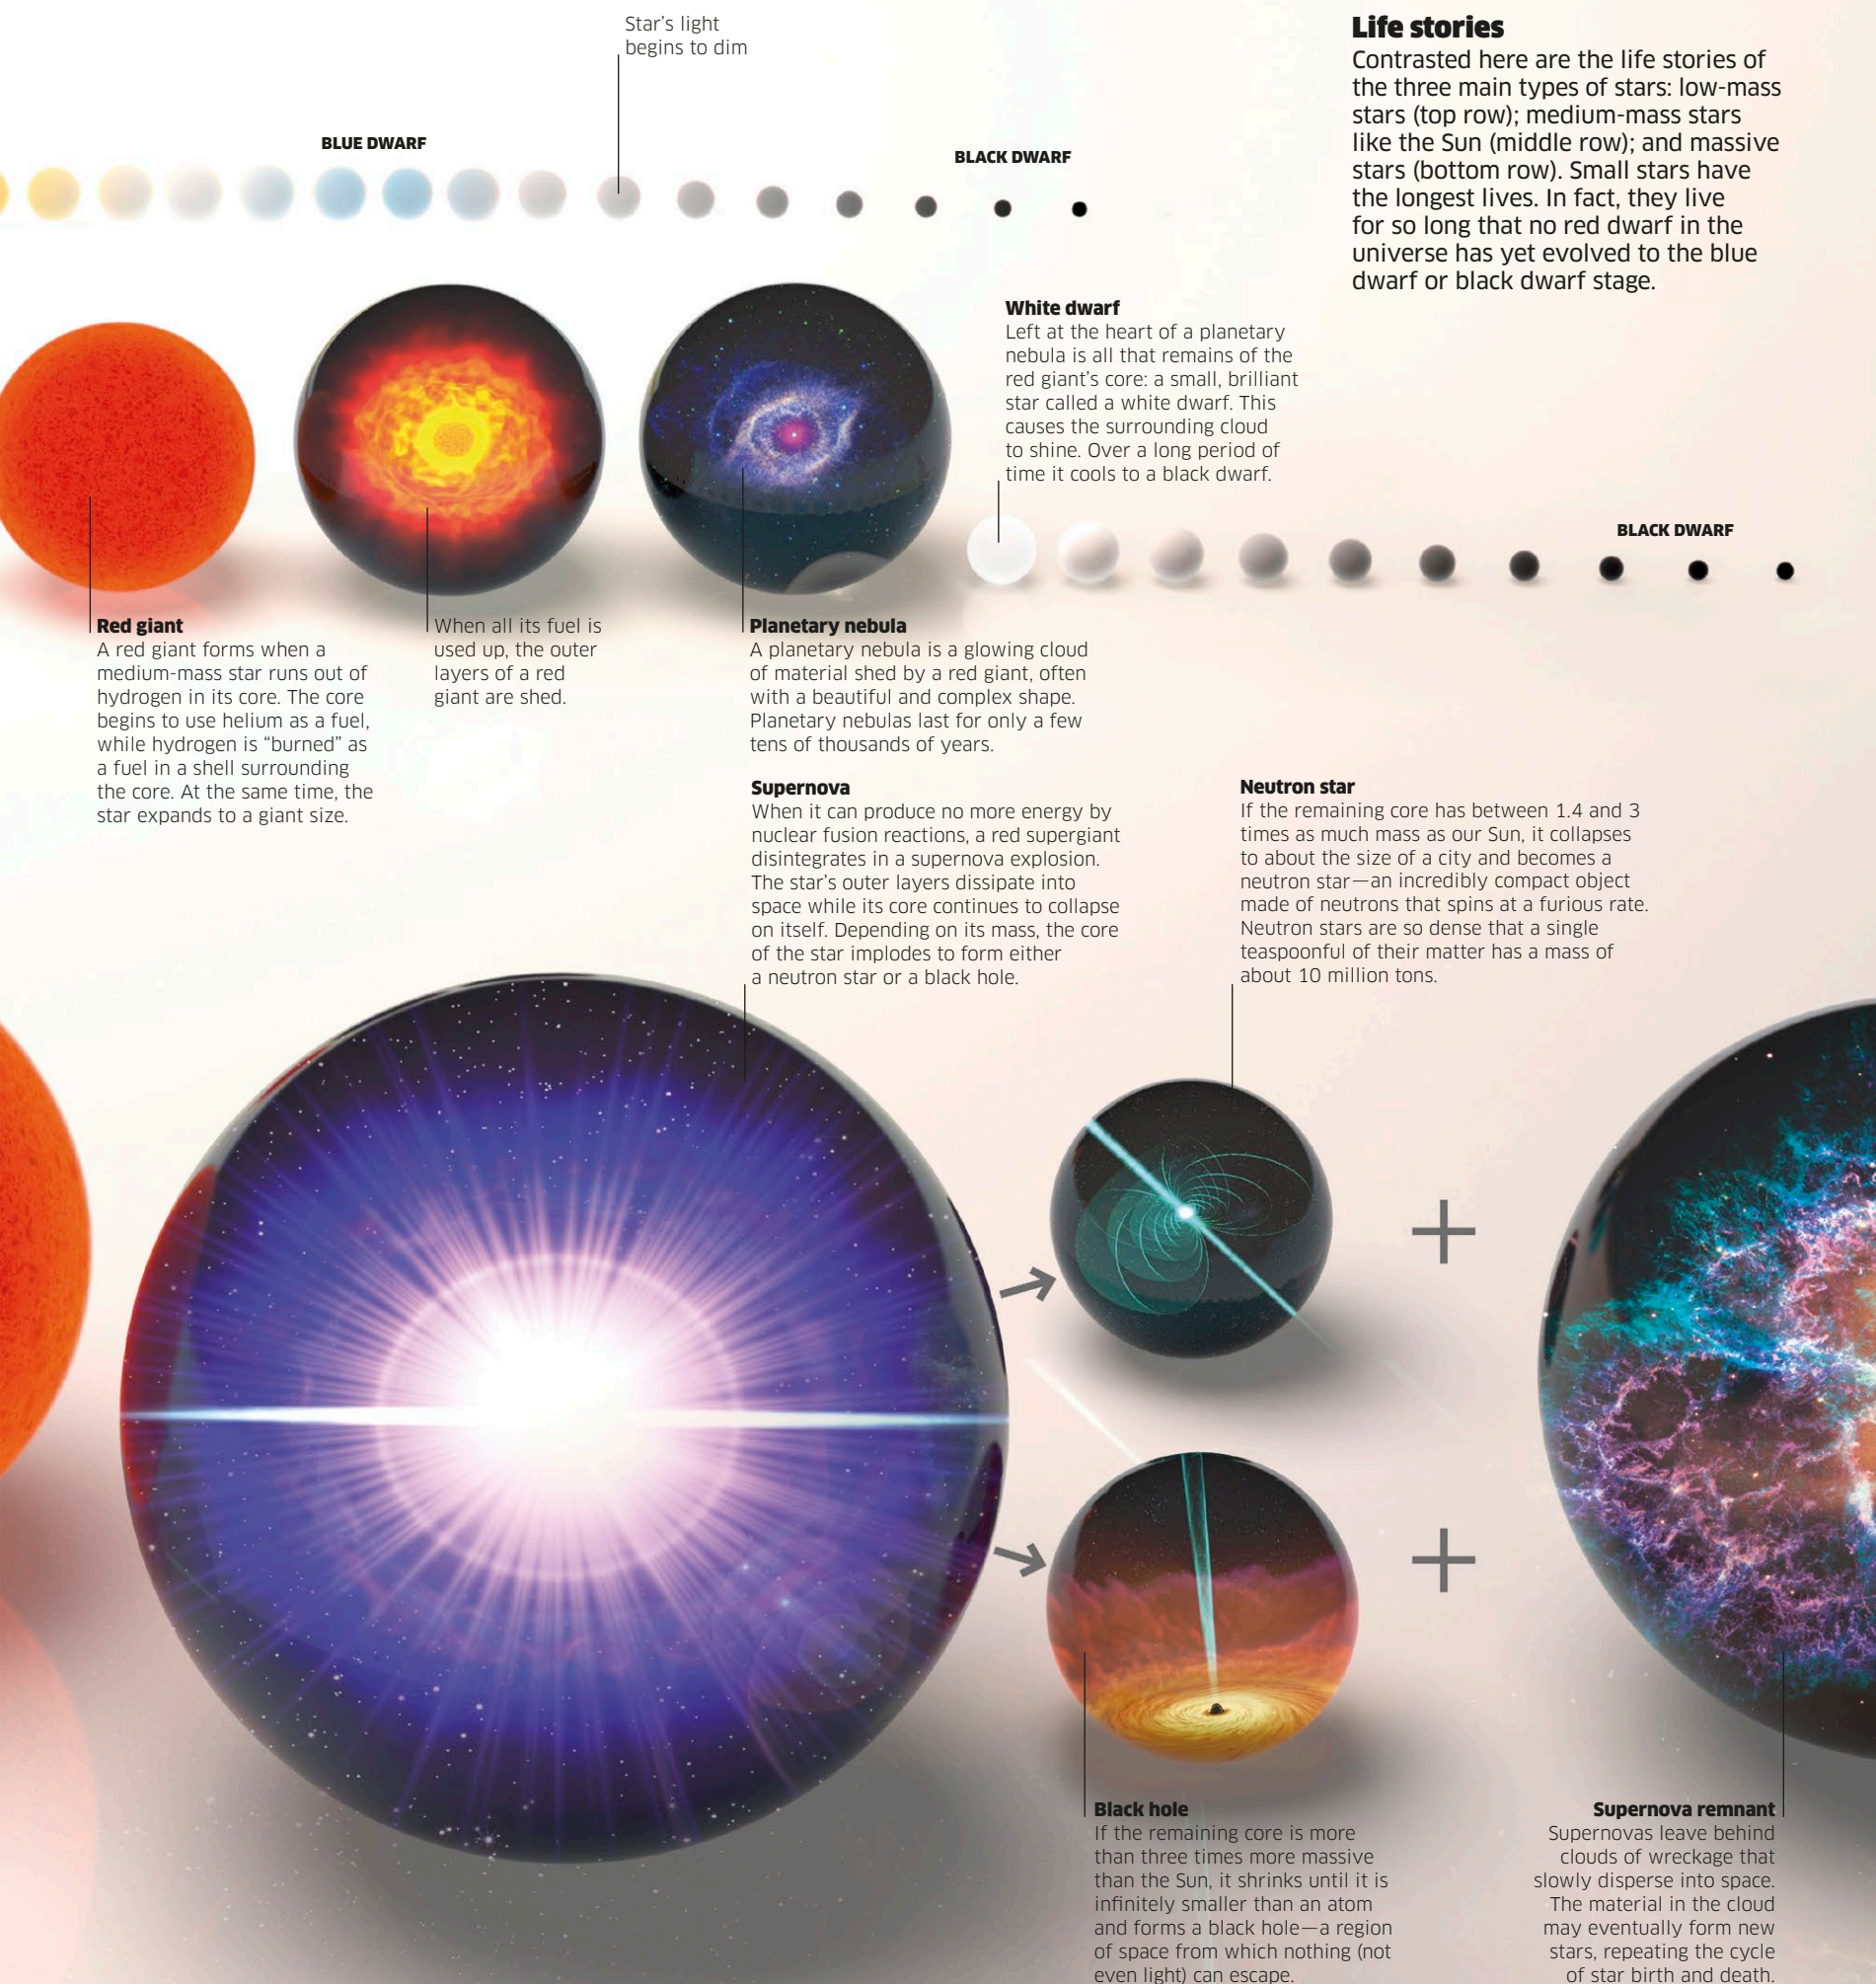 Star’s light
begins to dim
BLUE DWARF
BLACK DWARF
Life stories
Contrasted here are the life stories of
the three main types of stars: low-mass
stars (top row); medium-mass stars
like the Sun (middle row); and massive
stars (bottom row). Small stars have
the longest lives. In fact, they live
for so long that no red dwarf in the
universe has yet evolved to the blue
dwarf or black dwarf stage.
White dwarf
Left at the heart of a planetary
nebula is all that remains of the
red giant’s core: a small, brilliant
star called a white dwarf. This
causes the surrounding cloud
to shine. Over a long period of
time it cools to a black dwarf.
BLACK DWARF
Red giant
A red giant forms when a
medium-mass star runs out of
hydrogen in its core. The core
begins to use helium as a fuel,
while hydrogen is “burned” as
a fuel in a shell surrounding
the core. At the same time, the
star expands to a giant size.
When all its fuel is
used up, the outer
layers of a red
giant are shed.
Planetary nebula
A planetary nebula is a glowing cloud
of material shed by a red giant, often
with a beautiful and complex shape.
Planetary nebulas last for only a few
tens of thousands of years.
Supernova
When it can produce no more energy by
nuclear fusion reactions, a red supergiant
disintegrates in a supernova explosion.
The star’s outer layers dissipate into
space while its core continues to collapse
on itself. Depending on its mass, the core
of the star implodes to form either
a neutron star or a black hole.
Neutron star
If the remaining core has between 1.4 and 3
times as much mass as our Sun, it collapses
to about the size of a city and becomes a
neutron star—an incredibly compact object
made of neutrons that spins at a furious rate.
Neutron stars are so dense that a single
teaspoonful of their matter has a mass of
about 10 million tons.
Black hole
If the remaining core is more
than three times more massive
than the Sun, it shrinks until it is
infinitely smaller than an atom
and forms a black hole—a region
of space from which nothing (not
even light) can escape.
Supernova remnant
Supernovas leave behind
clouds of wreckage that
slowly disperse into space.
The material in the cloud
may eventually form new
stars, repeating the cycle
of star birth and death.